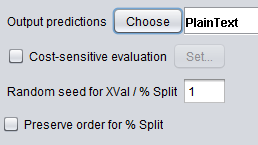 Output predictions Choose PlainText
Cost-sensitive evaluation Set...
Random seed for XVal / % Split 1
Preserve order for % Split